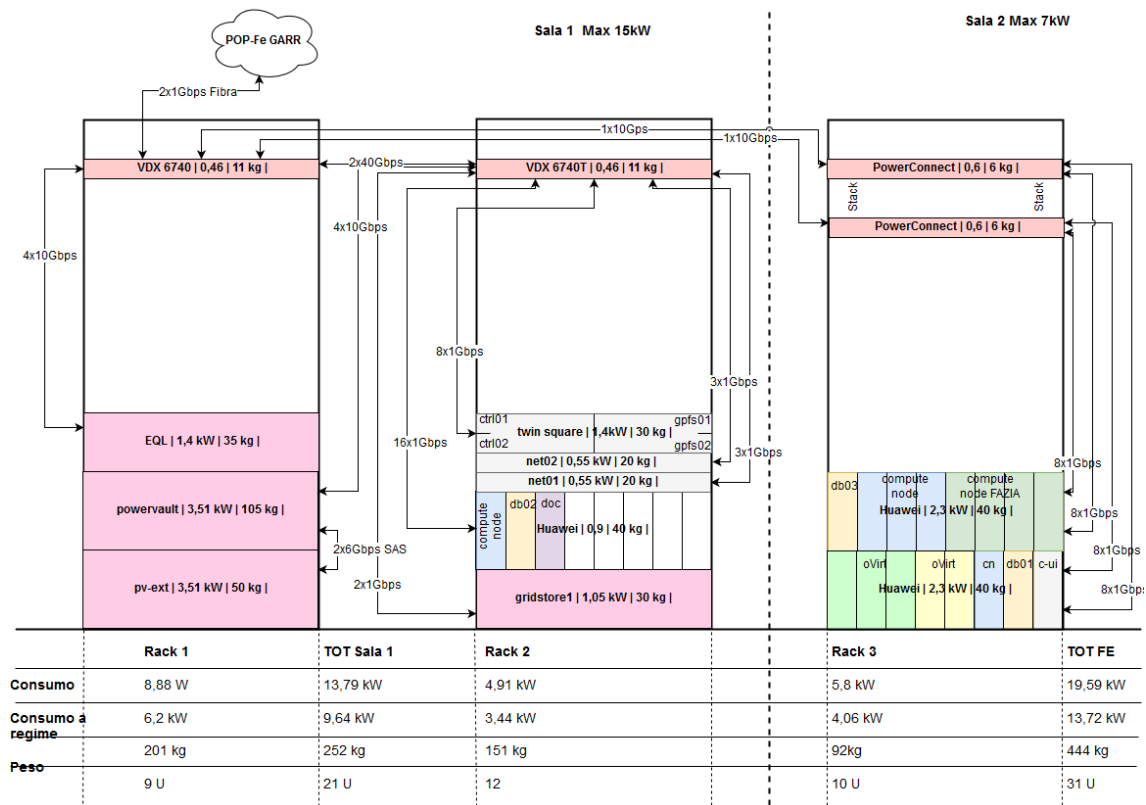 POP-Fe GARR
Sala 1 Max 15kW
Sala 2 Max 7kW
2x1Gbps Fibra
1x10Gps
1x10Gbps
VDX 6740 | 0,46 | 11 kg |
2x40Gbps
VDX 6740T | 0,46 | 11 kg |
PowerConnect | 0,6 | 6 kg |
Stack
Stack
PowerConnect | 0,6 | 6 kg |
4x10Gbps
4x10Gbps
8x1Gbps
3x1Gbps
ctrl01
gpfs01
twin square | 1,4kW | 30 kg |
ctrl02
gpfs02
EQL | 1,4 kW | 35 kg |
16x1Gbps
3x1Gbps
net02 | 0,55 kW | 20 kg |
net01 | 0,55 kW | 20 kg |
8x1Gbps
powervault | 3,51 kW | 105 kg |
compute node
db02
doc
Huawei | 0,9 | 40 kg |
db03
compute
node
compute
node FAZIA
Huawei | 2,3 kW | 40 kg |
8x1Gbps
2x6Gbps SAS
8x1Gbps
pv-ext | 3,51 kW | 50 kg |
2x1Gbps
gridstore1 | 1,05 kW | 30 kg |
oVirt
oVirt
cn
db01
c-ui
Huawei | 2,3 kW | 40 kg |
8x1Gbps
Rack 1
TOT Sala 1
Rack 2
Rack 3
TOT FE
Consumo
8,88 W
13,79 kW
4,91 kW
5,8 kW
19,59 kW
Consumo a
regime
6,2 kW
9,64 kW
3,44 kW
4,06 kW
13,72 kW
Peso
201 kg
252 kg
151 kg
92kg
444 kg
9 U
21 U
12
10 U
31 U